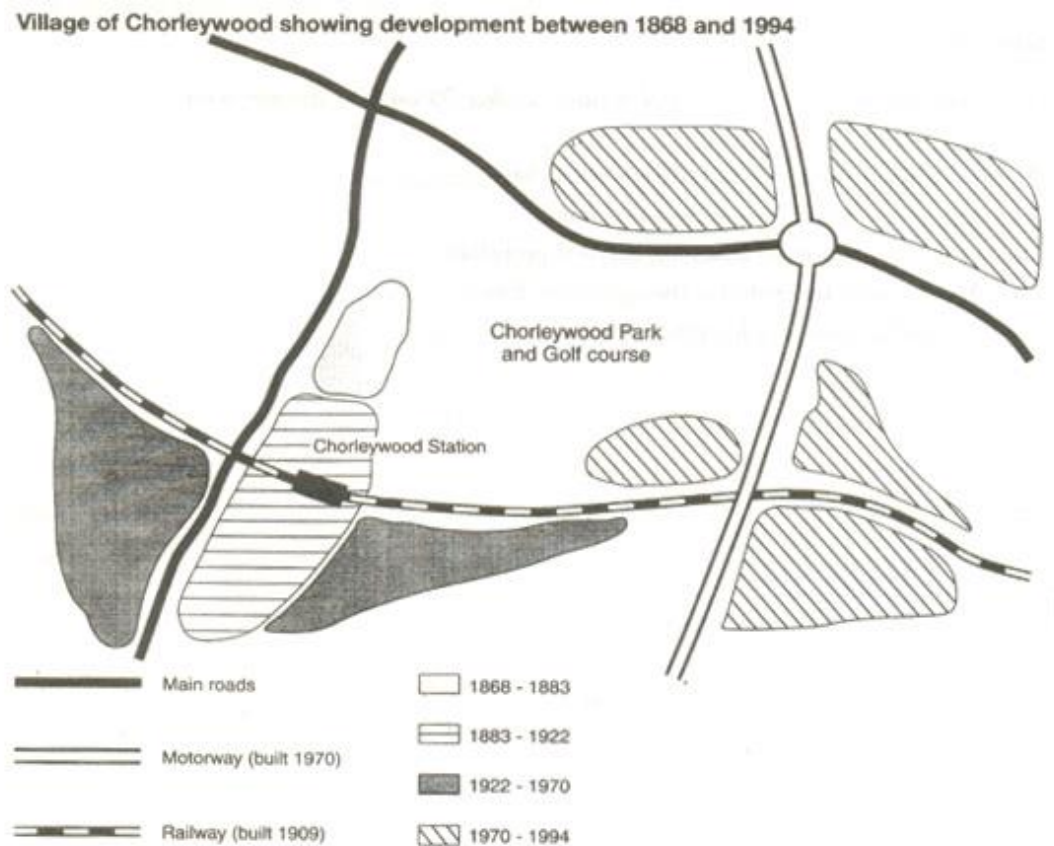 Village of Chorleywood showing development between 1868 and 1994
Chorleywood Park
and Golf course
Chorleywood Station
Main roads
Motorway (built 1970)
Railway (built 1909)
1868 - 1883
1883 - 1922
1922 - 1970
1970 - 1994